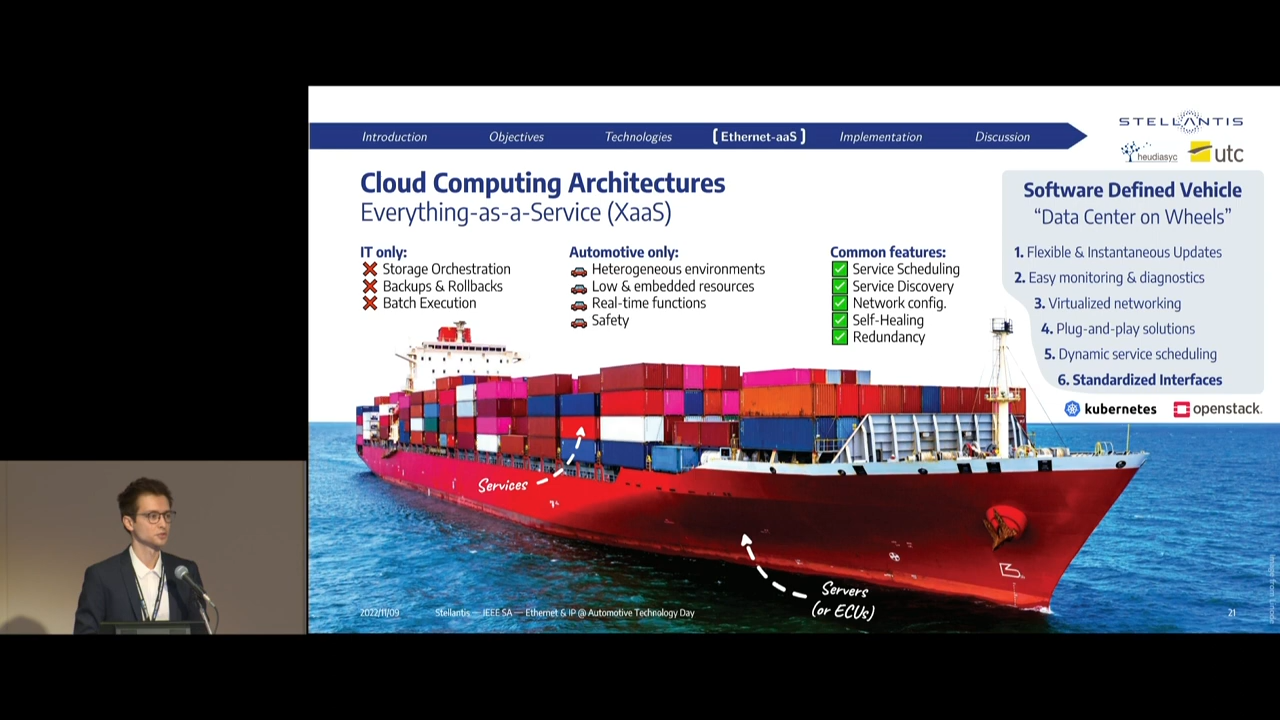 Introduction
Objectives
Technologies
[Ethernet-aaS]
Implementation
Discussion
STELLANTIS
heudiasyc
utc
Cloud Computing Architectures
Everything-as-a-Service (XaaS)
IT only:
Storage Orchestration
Backups & Rollbacks
Batch Execution
Automotive only:
Heterogeneous environments
Low & embedded resources
Real-time functions
Safety
Common features:
Service Scheduling
Service Discovery
Network config.
Self-Healing
Redundancy
Software Defined Vehicle
“Data Center on Wheels”
1. Flexible & Instantaneous Updates
2. Easy monitoring & diagnostics
3. Virtualized networking
4. Plug-and-play solutions
5. Dynamic service scheduling
6. Standardized Interfaces
kubernetes
openstack.
Services
Servers
(or ECUs)
2022/11/09
Stellantis — IEEE SA — Ethernet & IP @ Automotive Technology Day
21